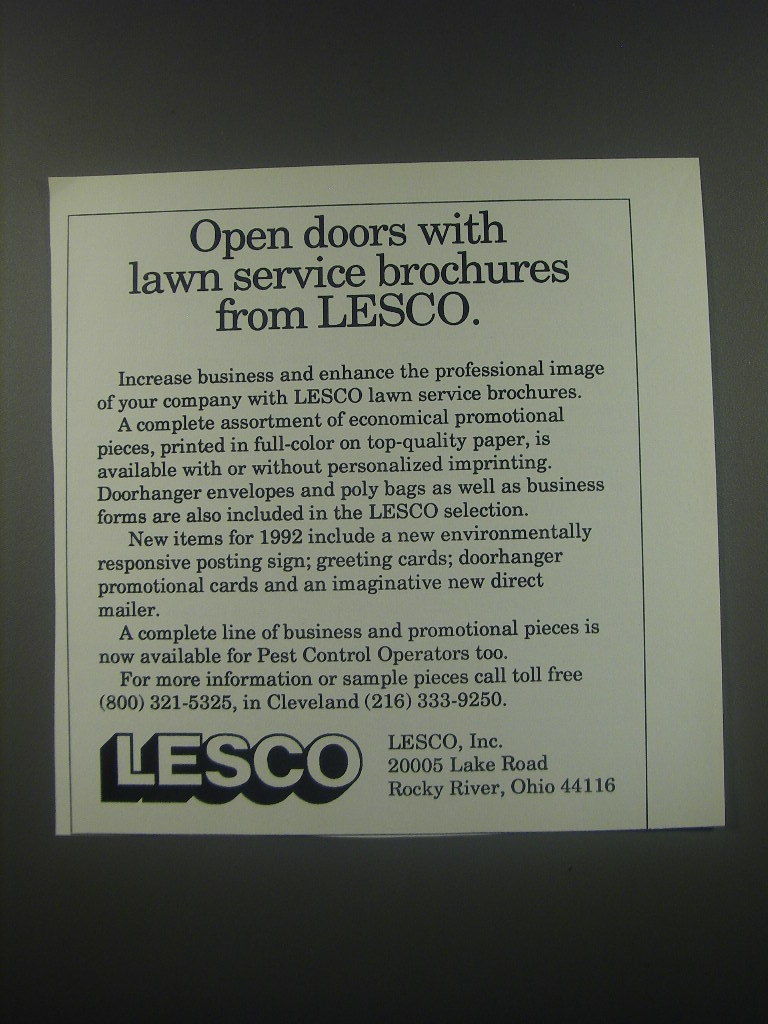 Open doors with
lawn service brochures
from LESCO.
Increase business and enhance the professional image
of your company with LESCO lawn service brochures.
A complete assortment of economical promotional
pieces, printed in full-color on top-quality paper, is
available with or without personalized imprinting.
Doorhanger envelopes and poly bags as well as business
forms are also included in the LESCO selection.
New items for 1992 include a new environmentally
responsive posting sign; greeting cards; doorhanger
promotional cards and an imaginative new direct
mailer.
A complete line of business and promotional pieces is
now available for Pest Control Operators too.
For more information or sample pieces call toll free
(800) 321-5325, in Cleveland (216) 333-9250.
LESCO
LESCO, Inc.
20005 Lake Road
Rocky River, Ohio 44116